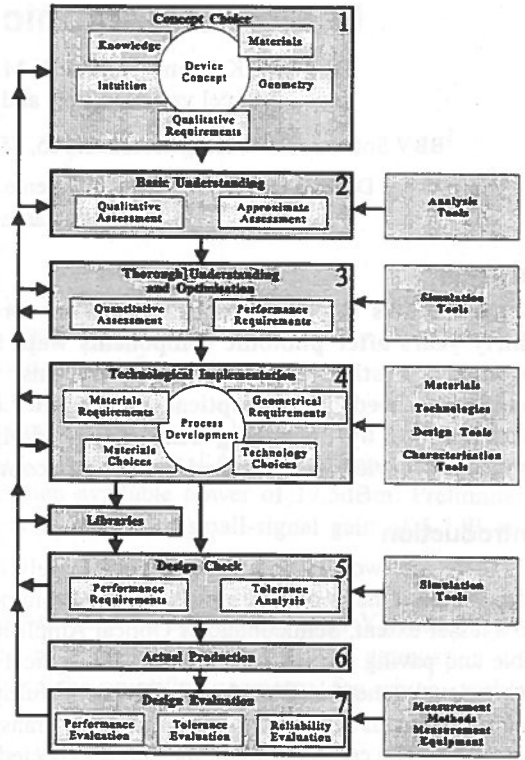 Concept Choice
1
Knowledge
Materials
Device
Concept
Intuition
Geometry
Qualitative
Requirements
Basic Understanding
2
Qualitative
Assessment
Approximate
Assessment
Analysis
Tools
Thorough Understanding
and Optimisation
3
Quantitative
Assessment
Performance
Requirements
Simulation
Tools
Technological Implementation
4
Materials
Requirements
Geometrical
Requirements
Process
Development
Materials
Choices
Technology
Choices
Materials
Technologies
Design Tools
Characterisation
Tools
Libraries
Design Check
5
Performance
Requirements
Tolerance
Analysis
Simulation
Tools
Actual Production
6
Design Evaluation
7
Performance
Evaluation
Tolerance
Evaluation
Reliability
Evaluation
Measurement
Methods
Measurement
Equipment